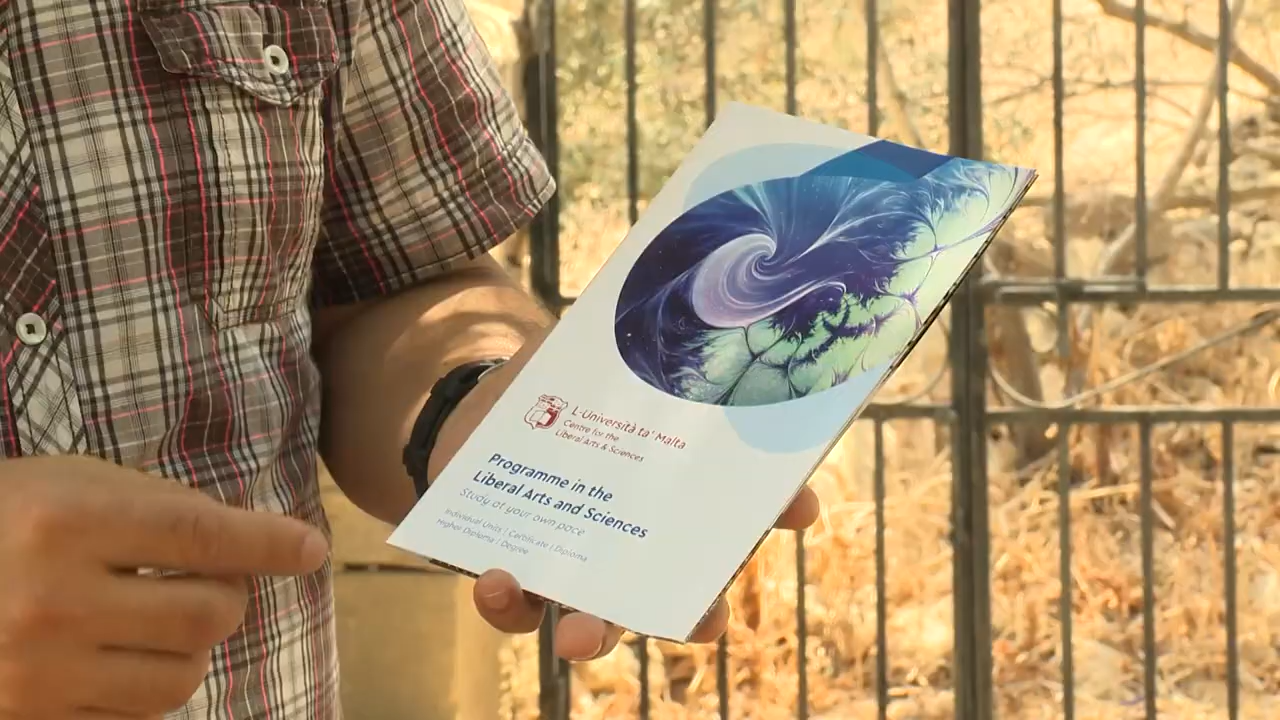 L-Università ta' Malta
Centre for the
Liberal Arts & Sciences
Programme in the
Liberal Arts and Sciences
Study at your own pace
Individual Units | Certificate | Diploma
Higher Diploma | Degree